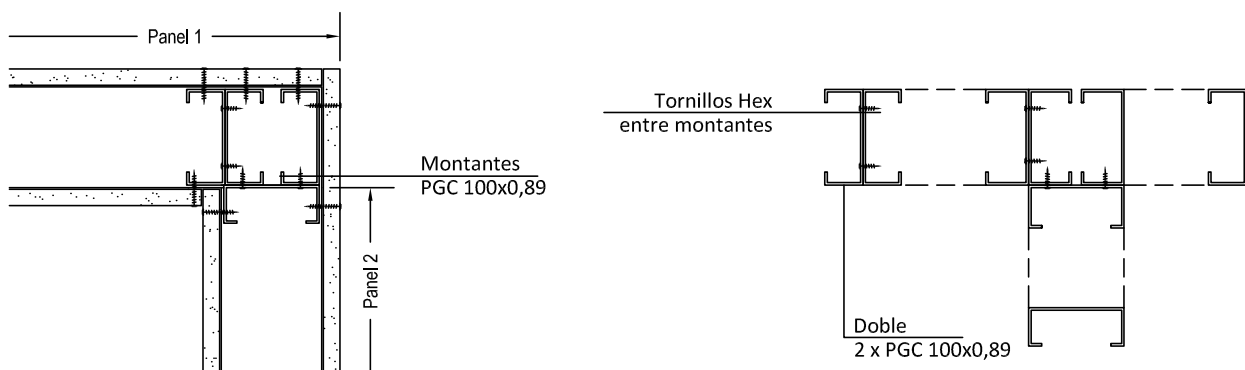 Panel 1
Montantes
PGC 100x0,89
Panel 2
Tornillos Hex
entre montantes
Doble
2 x PGC 100x0,89